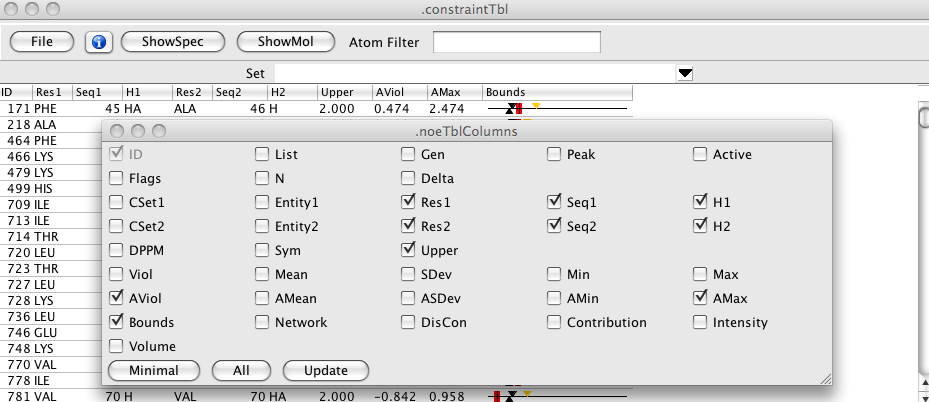 .constraintTbl
File ShowSpec ShowMol Atom Filter
Set
ID Res1 Seq1 H1 Res2 Seq2 H2 Upper AViol AMax Bounds
171 PHE 45 HA ALA 46 H 2.000 0.474 2.474
218 ALA
.noeTblColumns
464 PHE
ID List Gen Peak Active
466 LYS
479 LYS
Flags N Delta
499 HIS
709 ILE
CSet1 Entity1 Res1 Seq1 H1
713 ILE
CSet2 Entity2 Res2 Seq2 H2
714 THR
720 LEU
DPPM Sym Upper
723 THR
Viol Mean SDev Min Max
727 LEU
728 LYS
AViol AMean ASDev AMin AMax
736 LEU
Bounds Network DisCon Contribution Intensity
746 GLU
748 LYS
Volume
770 VAL
Minimal All Update
778 ILE
781 VAL 70 H VAL 70 HA 2.000 -0.842 0.958